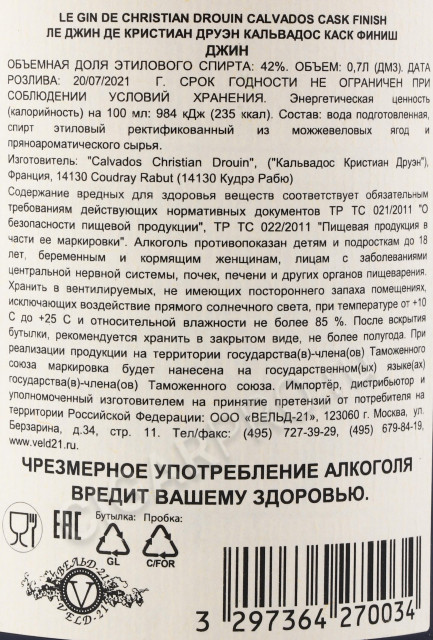 LE GIN DE CHRISTIAN DROUIN CALVADOS CASK FINISH
ЛЕ ДЖИН ДЕ КРИСТИАН ДРУЭН КАЛЬВАДОС КАСК ФИНИШ
ДЖИН
ОБЪЕМНАЯ ДОЛЯ ЭТИЛОВОГО СПИРТА: 42%. ОБЪЕМ: 0,7Л (ДМ3). ДАТА
РОЗЛИВА: 20/07/2021 Г. СРОК ГОДНОСТИ НЕ ОГРАНИЧЕН ПРИ
СОБЛЮДЕНИИ УСЛОВИЙ ХРАНЕНИЯ. Энергетическая ценность
(калорийность) на 100 мл: 984 кДж (235 ккал). Состав: вода подготовленная,
спирт этиловый ректификованный из можжевеловых ягод и
пряноароматического сырья.
Изготовитель: "Calvados Christian Drouin", ("Кальвадос Кристиан Друэн"),
Франция, 14130 Coudray Rabut (14130 Кудрэ Рабю)
Содержание вредных для здоровья веществ соответствует обязательным
требованиям действующих нормативных документов ТР ТС 021/2011 "О
безопасности пищевой продукции", ТР ТС 022/2011 "Пищевая продукция в
части ее маркировки". Алкоголь противопоказан детям и подросткам до 18
лет, беременным и кормящим женщинам, лицам с заболеваниями
центральной нервной системы, почек, печени и других органов пищеварения.
Хранить в вентилируемых, не имеющих постороннего запаха помещениях,
исключающих воздействие прямого солнечного света, при температуре от +10
С до +25 С и относительной влажности не более 85 %. После вскрытия
бутылки, рекомендуется хранить в закрытом виде, не более полугода. При
реализации продукции на территории государства(в)-члена(ов) Таможенного
союза маркировка будет нанесена на государственном(ых) языке(ах)
государства(в)-члена(ов) Таможенного союза. Импортёр, дистрибьютор и
уполномоченный изготовителем на принятие претензий от потребителя на
территории Российской Федерации: ООО «ВЕЛЬД-21», 123060 г. Москва, ул.
Берзарина, д.34, стр. 11. Тел/факс: (495) 727-39-29, (495) 679-84-19.
www.veld21.ru.
ЧРЕЗМЕРНОЕ УПОТРЕБЛЕНИЕ АЛКОГОЛЯ
ВРЕДИТ ВАШЕМУ ЗДОРОВЬЮ.
EAC
Бутылка: Пробка:
GL C/FOR
ВЕЛЬД-21
V
VELD-21
3 297364 270034